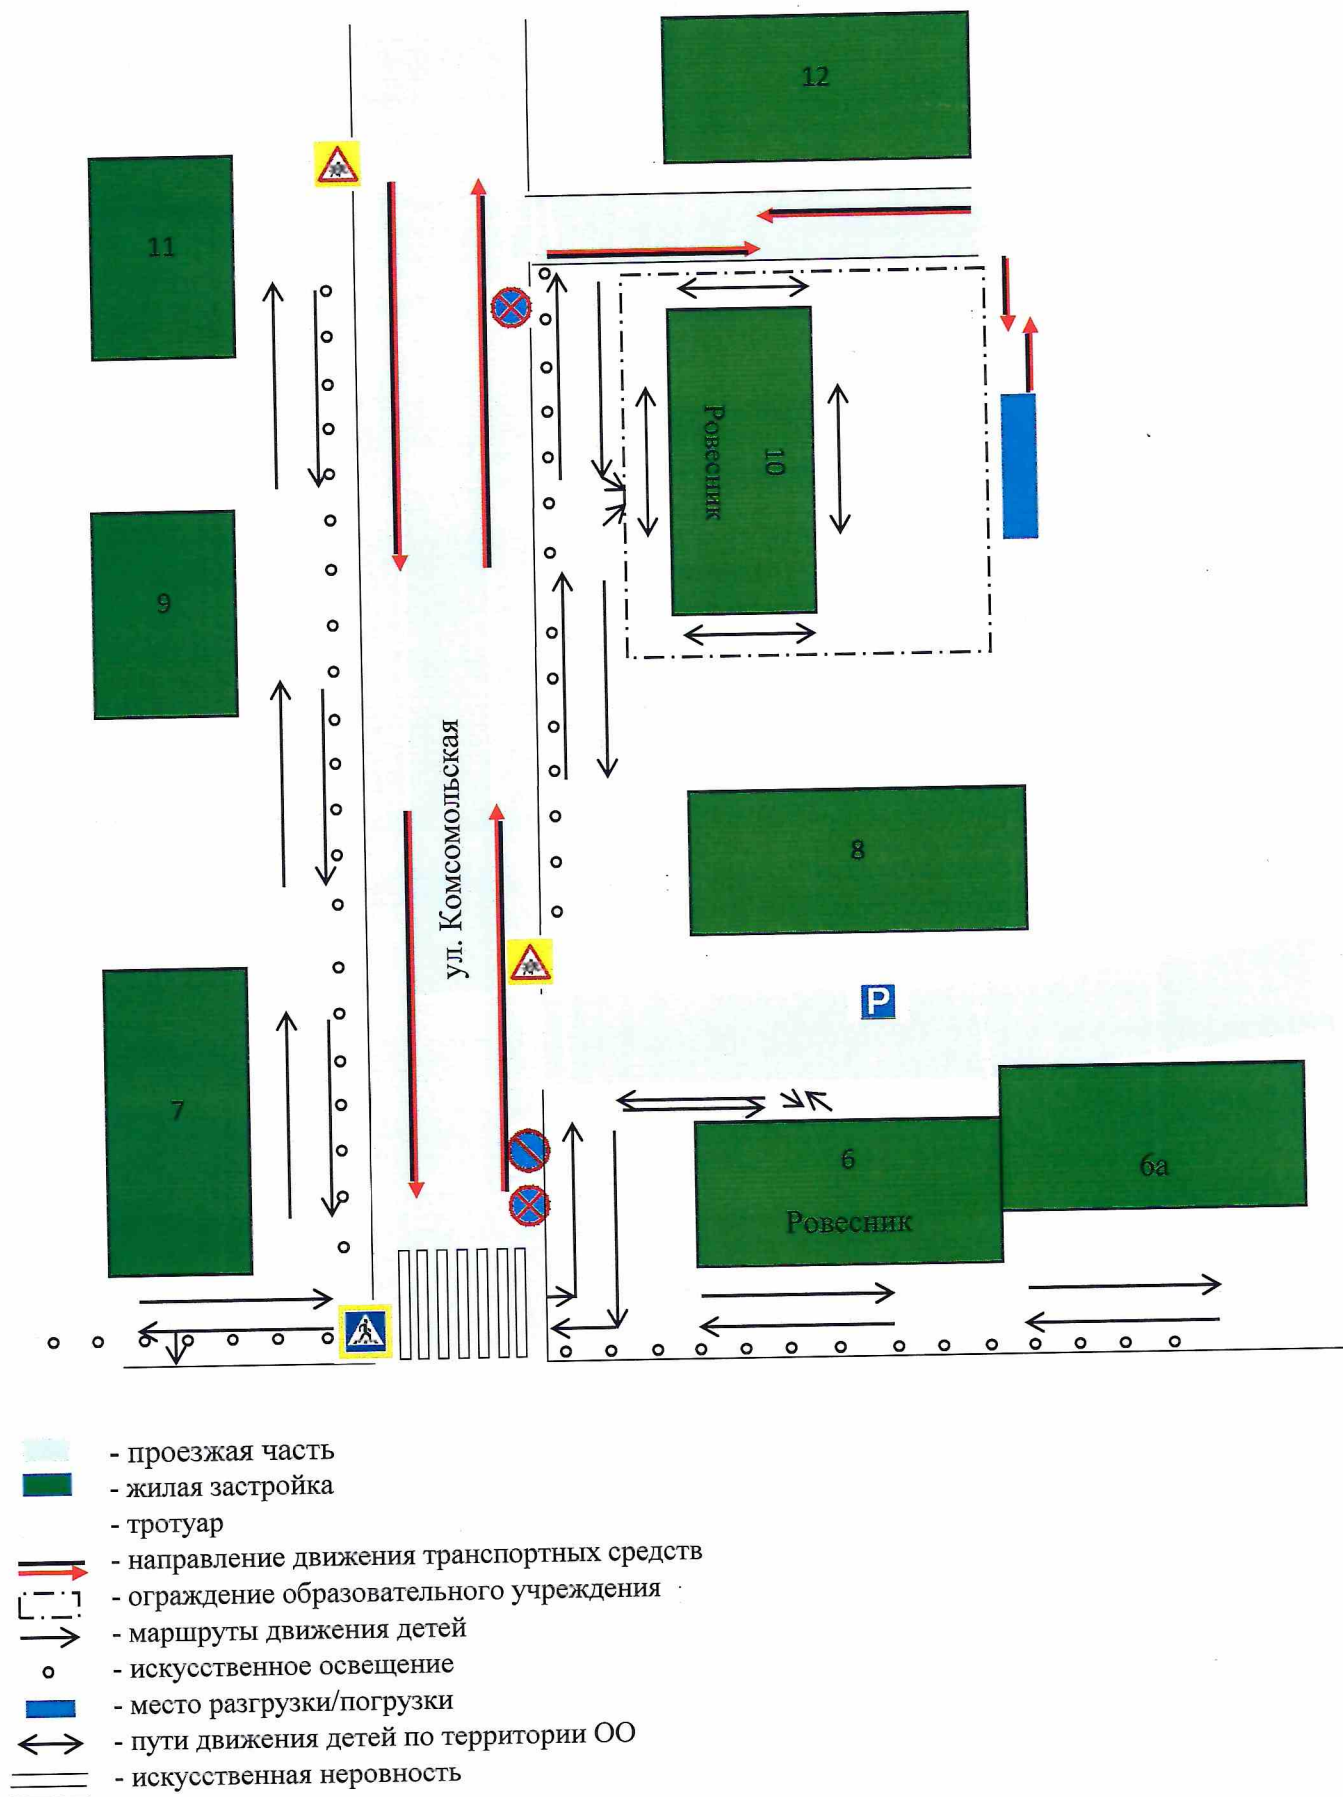 12
11
Ровесник
10
9
ул. Комсомольская
8
P
7
6
6а
Ровесник
- проезжая часть
- жилая застройка
- тротуар
- направление движения транспортных средств
- ограждение образовательного учреждения
- маршруты движения детей
- искусственное освещение
- место разгрузки/погрузки
- пути движения детей по территории ОО
- искусственная неровность